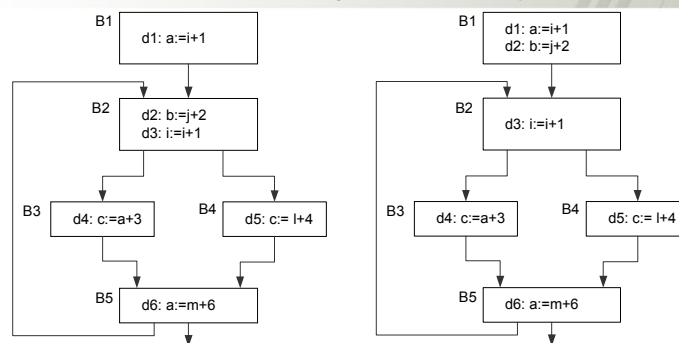 B1
d1: a:=i+1
B2
d2: b:=j+2
d3: i:=i+1
B3
d4: c:=a+3
B4
d5: c:= l+4
B5
d6: a:=m+6
B1
d1: a:=i+1
d2: b:=j+2
B2
d3: i:=i+1
B3
d4: c:=a+3
B4
d5: c:= l+4
B5
d6: a:=m+6